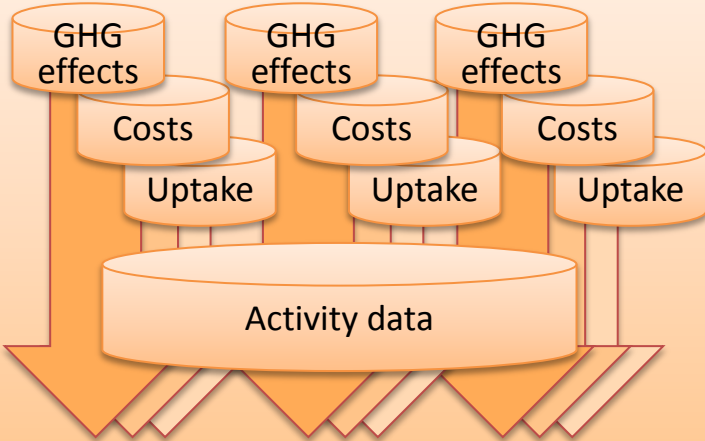 GHG
effects
GHG
effects
GHG
effects
Costs
Costs
Costs
Uptake
Uptake
Uptake
Activity data